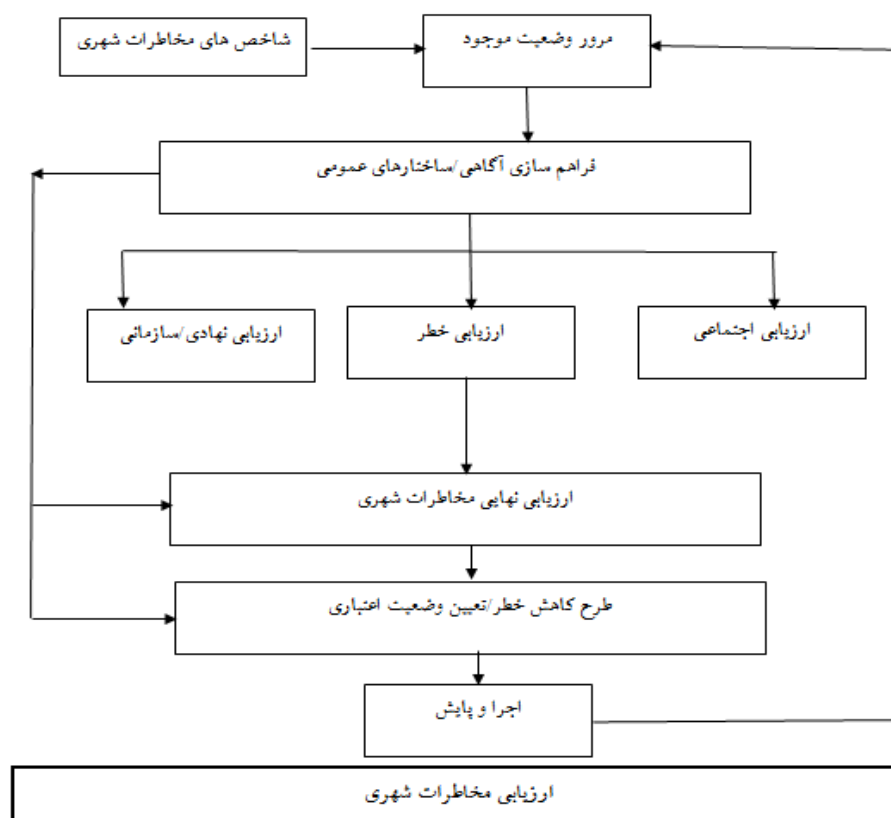 شاخص های مخاطرات شهری
مرور وضعیت موجود
فراهم سازی آگاهی/ساختارهای عمومی
ارزیابی اجتماعی
ارزیابی خطر
ارزیابی نهادی/سازمانی
ارزیابی نهایی مخاطرات شهری
طرح کاهش خطر/تعیین وضعیت اعتباری
اجرا و پایش
ارزیابی مخاطرات شهری